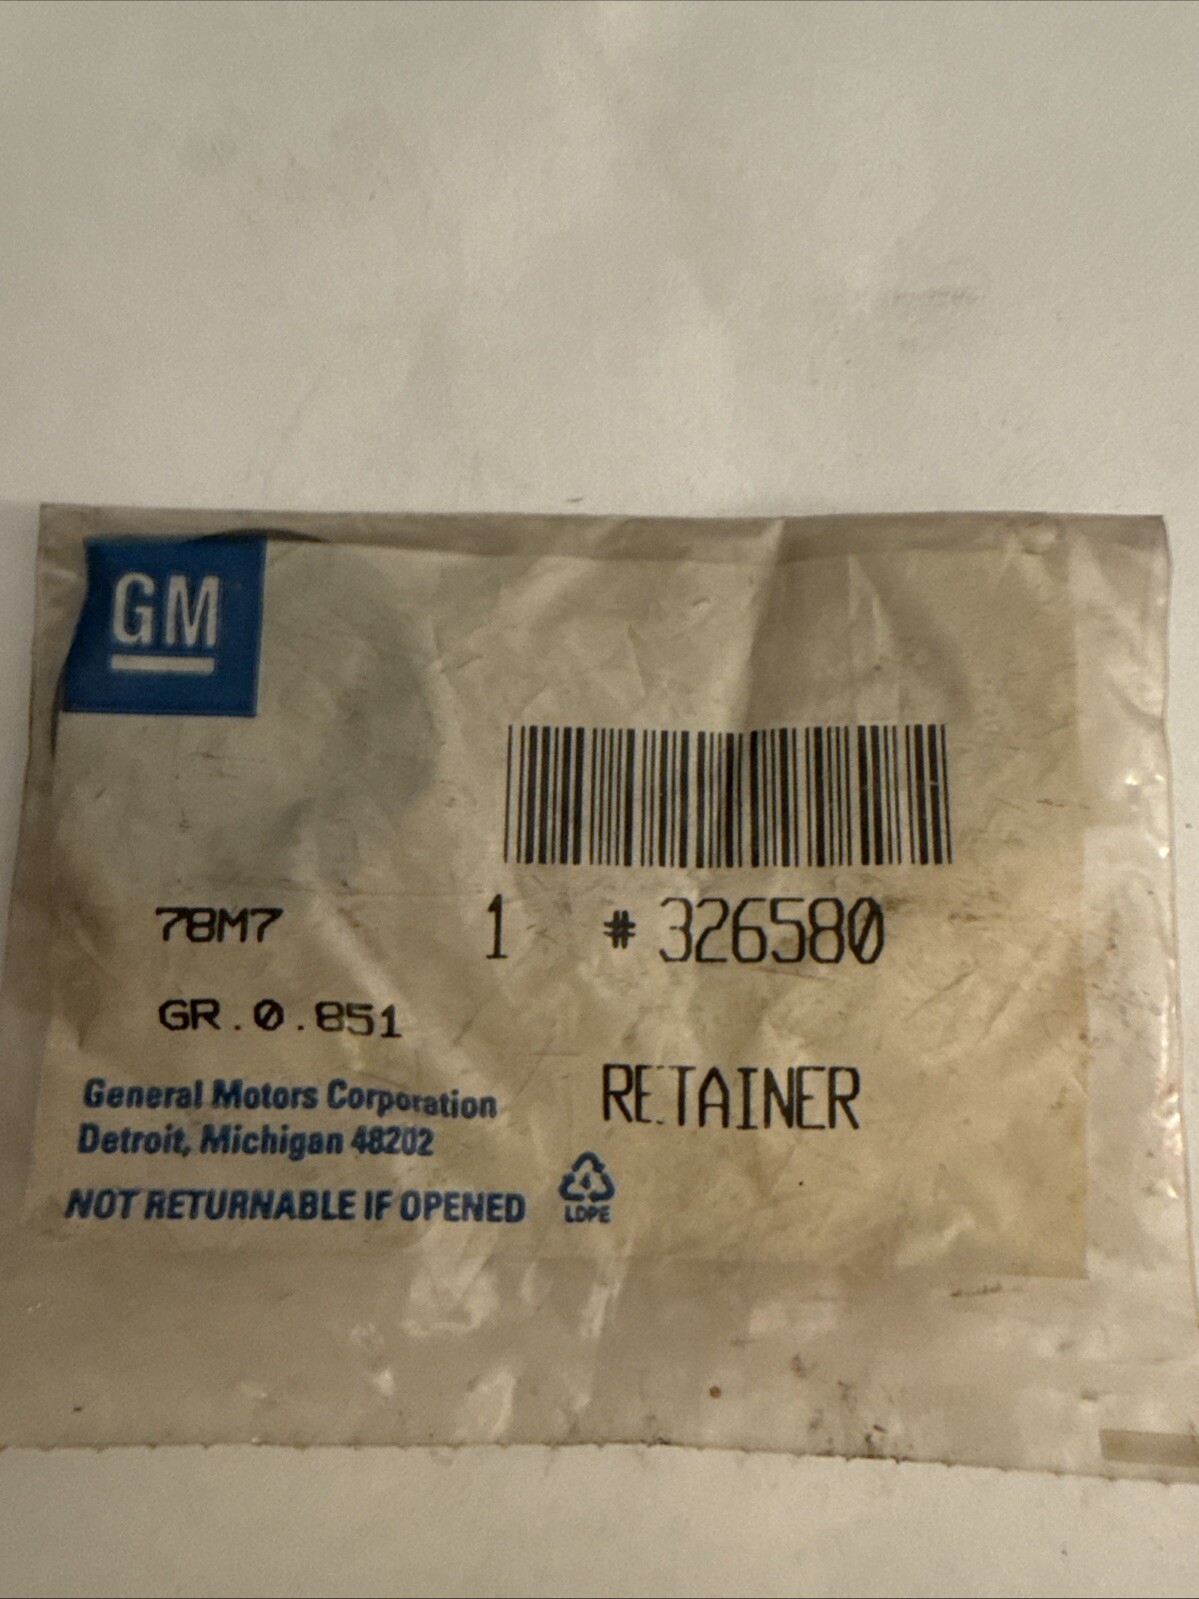 GM
78M7 1 # 326580
GR.0.851
RETAINER
General Motors Corporation
Detroit, Michigan 48202
NOT RETURNABLE IF OPENED
4
LDPE